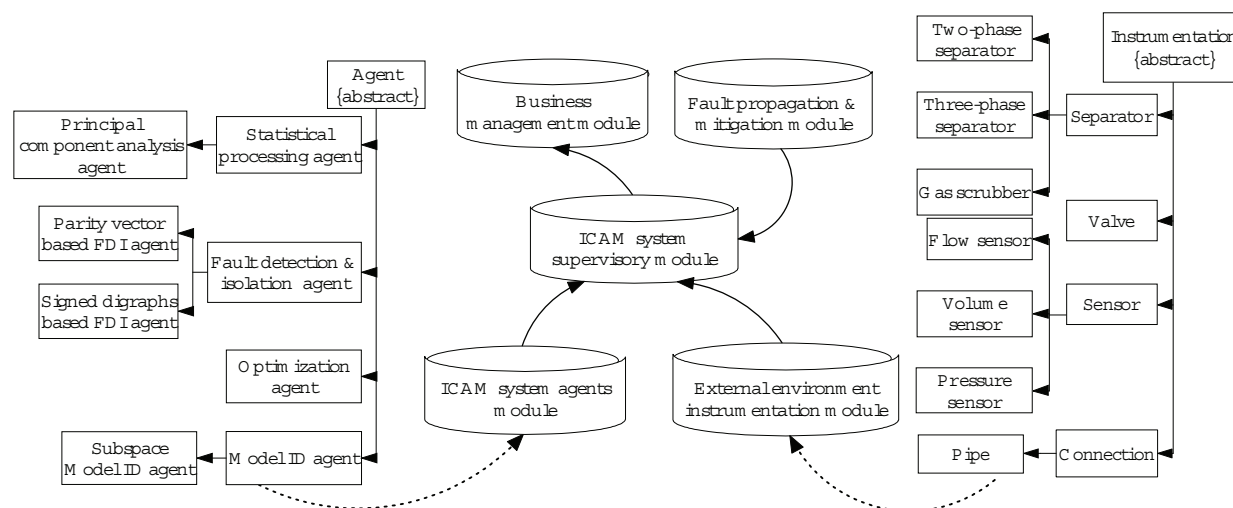 Agent
{abstract}
Statistical
processing agent
Principal
component analysis
agent
Fault detection &
isolation agent
Parity vector
based FDI agent
Signed digraphs
based FDI agent
Optimization
agent
Model ID agent
Subspace
Model ID agent
Business
management module
Fault propagation &
mitigation module
ICAM system
supervisory module
ICAM system agents
module
External environment
instrumentation module
Instrumentation
{abstract}
Separator
Two-phase
separator
Three-phase
separator
Gas scrubber
Valve
Sensor
Flow sensor
Volume
sensor
Pressure
sensor
Connection
Pipe